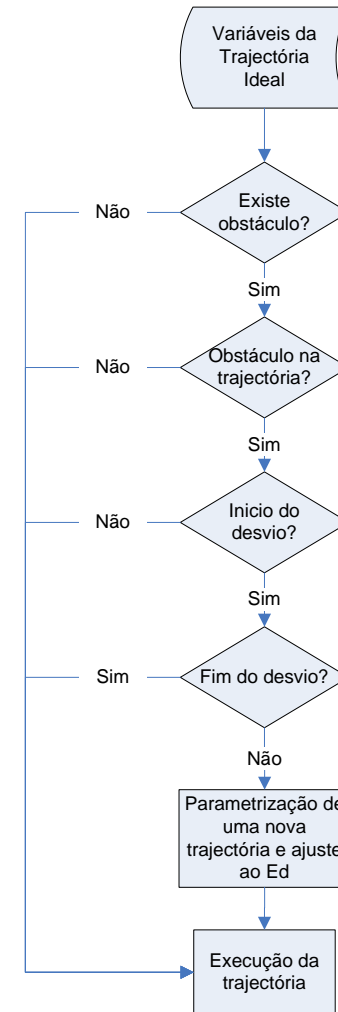 Variáveis da
Trajectória
Ideal
Existe
obstáculo?
Não
Sim
Obstáculo na
trajectória?
Não
Sim
Inicio do
desvio?
Não
Sim
Fim do desvio?
Sim
Não
Parametrização de
uma nova
trajectória e ajuste
ao Ed
Execução da
trajectória